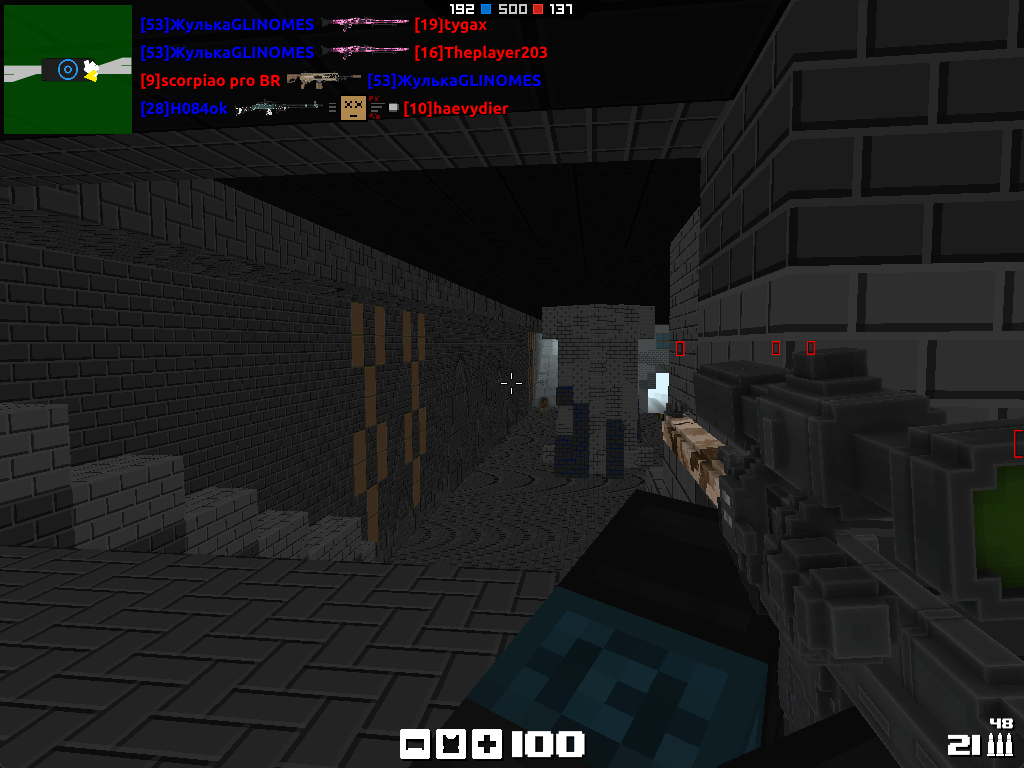 192 500 131
[53]ЖулькаGLINOMES [19]tygax
[53]ЖулькаGLINOMES [16]Theplayer203
[9]scorpiao pro BR [53]ЖулькаGLINOMES
[28]H084ok [10]haevydier
100
48
21